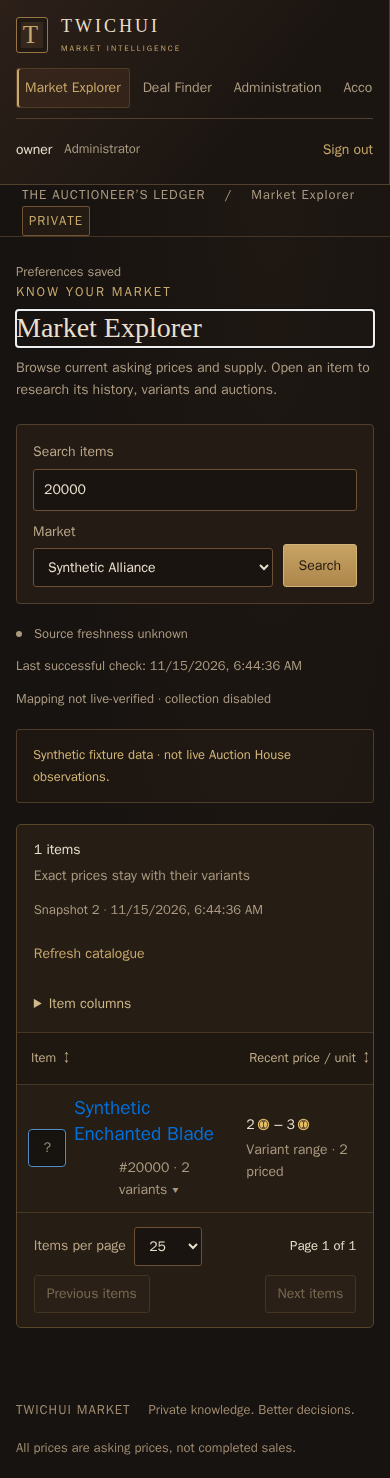 T
TWICHUI
MARKET INTELLIGENCE
Market Explorer Deal Finder Administration Acco
owner Administrator Sign out
THE AUCTIONEER'S LEDGER / Market Explorer
PRIVATE
Preferences saved
KNOW YOUR MARKET
Market Explorer
Browse current asking prices and supply. Open an item to
research its history, variants and auctions.
Search items
20000
Market
Synthetic Alliance Search
Source freshness unknown
Last successful check: 11/15/2026, 6:44:36 AM
Mapping not live-verified · collection disabled
Synthetic fixture data · not live Auction House
observations.
1 items
Exact prices stay with their variants
Snapshot 2 · 11/15/2026, 6:44:36 AM
Refresh catalogue
▶ Item columns
Item ↕ Recent price / unit ↕
?
Synthetic
Enchanted Blade
#20000 · 2
variants ▾
2 – 3
Variant range · 2
priced
Items per page 25 Page 1 of 1
Previous items Next items
TWICHUI MARKET Private knowledge. Better decisions.
All prices are asking prices, not completed sales.